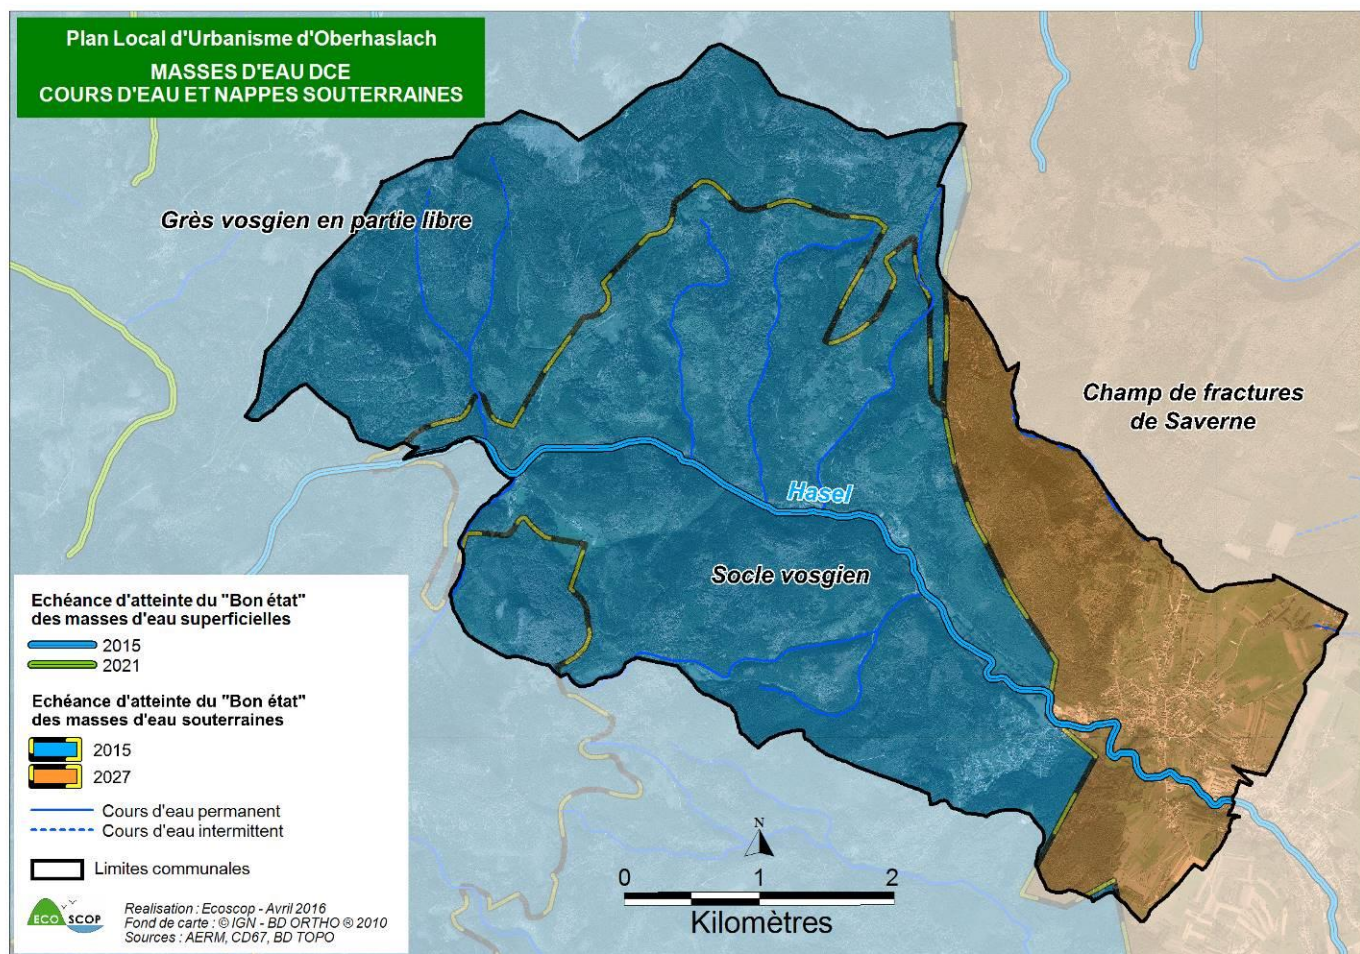 Plan Local d'Urbanisme d'Oberhaslach
MASSES D'EAU DCE
COURS D'EAU ET NAPPES SOUTERRAINES
Grès vosgien en partie libre
Champ de fractures
de Saverne
Hasel
Socle vosgien
Echéance d'atteinte du "Bon état"
des masses d'eau superficielles
2015
2021
Echéance d'atteinte du "Bon état"
des masses d'eau souterraines
2015
2027
Cours d'eau permanent
Cours d'eau intermittent
Limites communales
ECO SCOP
Realisation : Ecoscop - Avril 2016
Fond de carte : © IGN - BD ORTHO ® 2010
Sources : AERM, CD67, BD TOPO
N
0 1 2
Kilomètres